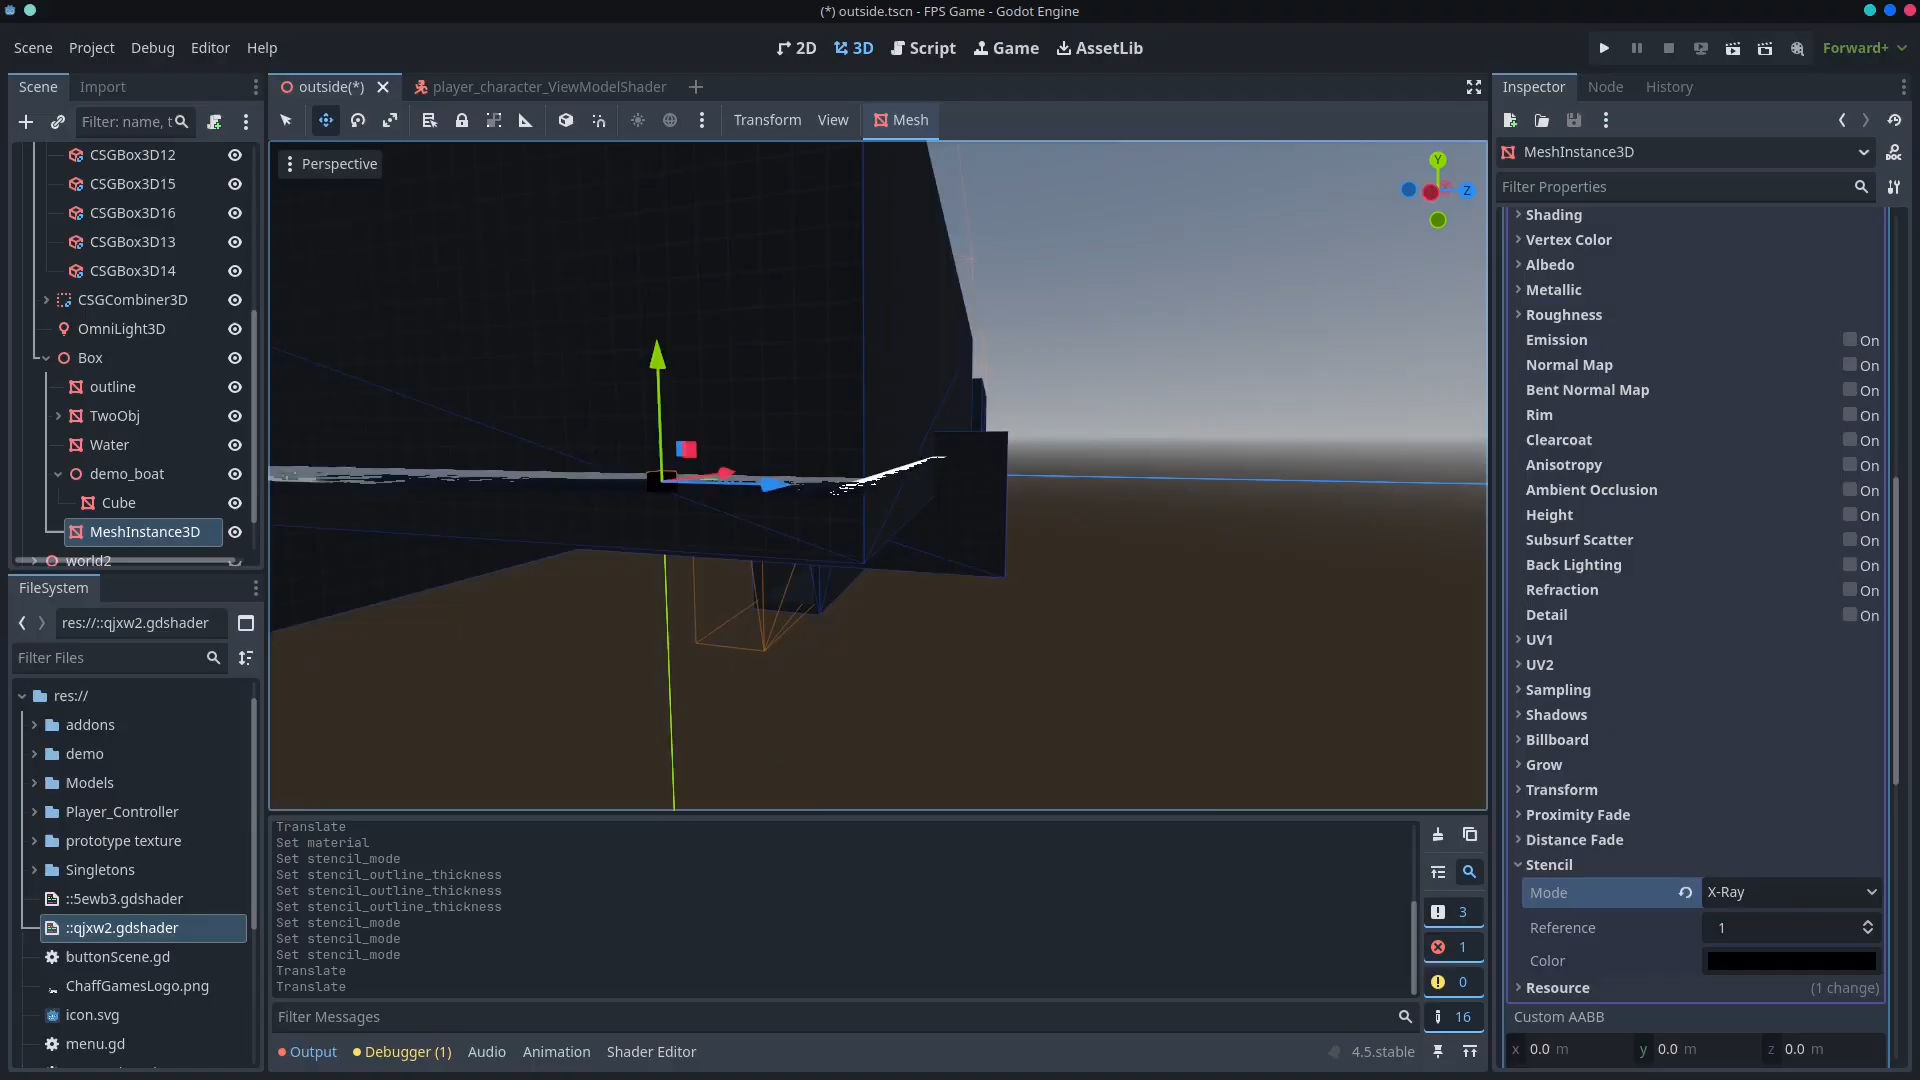 (*) outside.tscn - FPS Game - Godot Engine
Scene Project Debug Editor Help
2D 3D Script Game AssetLib
Forward+
Scene Import
outside(*) player_character_ViewModelShader
Inspector Node History
Filter: name, t
Transform View Mesh
CSGBox3D12
CSGBox3D15
CSGBox3D16
CSGBox3D13
CSGBox3D14
CSGCombiner3D
OmniLight3D
Box
outline
TwoObj
Water
demo_boat
Cube
MeshInstance3D
world2
FileSystem
res://::qjxw2.gdshader
Filter Files
res://
addons
demo
Models
Player_Controller
prototype texture
Singletons
::5ewb3.gdshader
::qjxw2.gdshader
buttonScene.gd
ChaffGamesLogo.png
icon.svg
menu.gd
Perspective
Y
Z
Translate
Set material
Set stencil_mode
Set stencil_outline_thickness
Set stencil_outline_thickness
Set stencil_outline_thickness
Set stencil_mode
Set stencil_mode
Set stencil_mode
Translate
Translate
3
1
0
16
Filter Messages
Output Debugger (1) Audio Animation Shader Editor 4.5.stable
MeshInstance3D
Filter Properties
Shading
Vertex Color
Albedo
Metallic
Roughness
Emission On
Normal Map On
Bent Normal Map On
Rim On
Clearcoat On
Anisotropy On
Ambient Occlusion On
Height On
Subsurf Scatter On
Back Lighting On
Refraction On
Detail On
UV1
UV2
Sampling
Shadows
Billboard
Grow
Transform
Proximity Fade
Distance Fade
Stencil
Mode X-Ray
Reference 1
Color
Resource (1 change)
Custom AABB
x 0.0 m y 0.0 m z 0.0 m